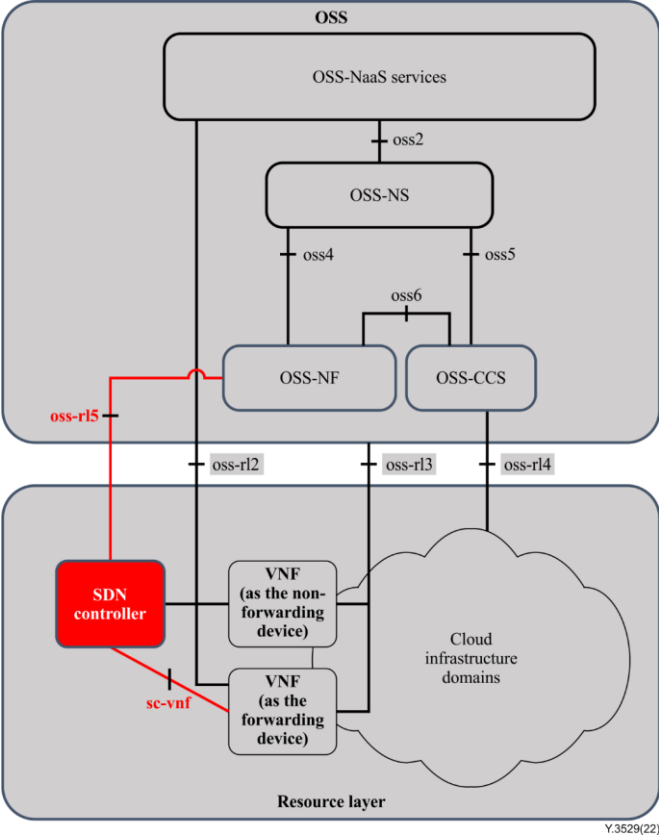 OSS
OSS-NaaS services
oss2
OSS-NS
oss4
oss5
oss6
OSS-NF
OSS-CCS
oss-rl5
oss-rl2
oss-rl3
oss-rl4
SDN
controller
VNF
(as the non-
forwarding
device)
Cloud
infrastructure
domains
sc-vnf
VNF
(as the
forwarding
device)
Resource layer
Y.3529(22)